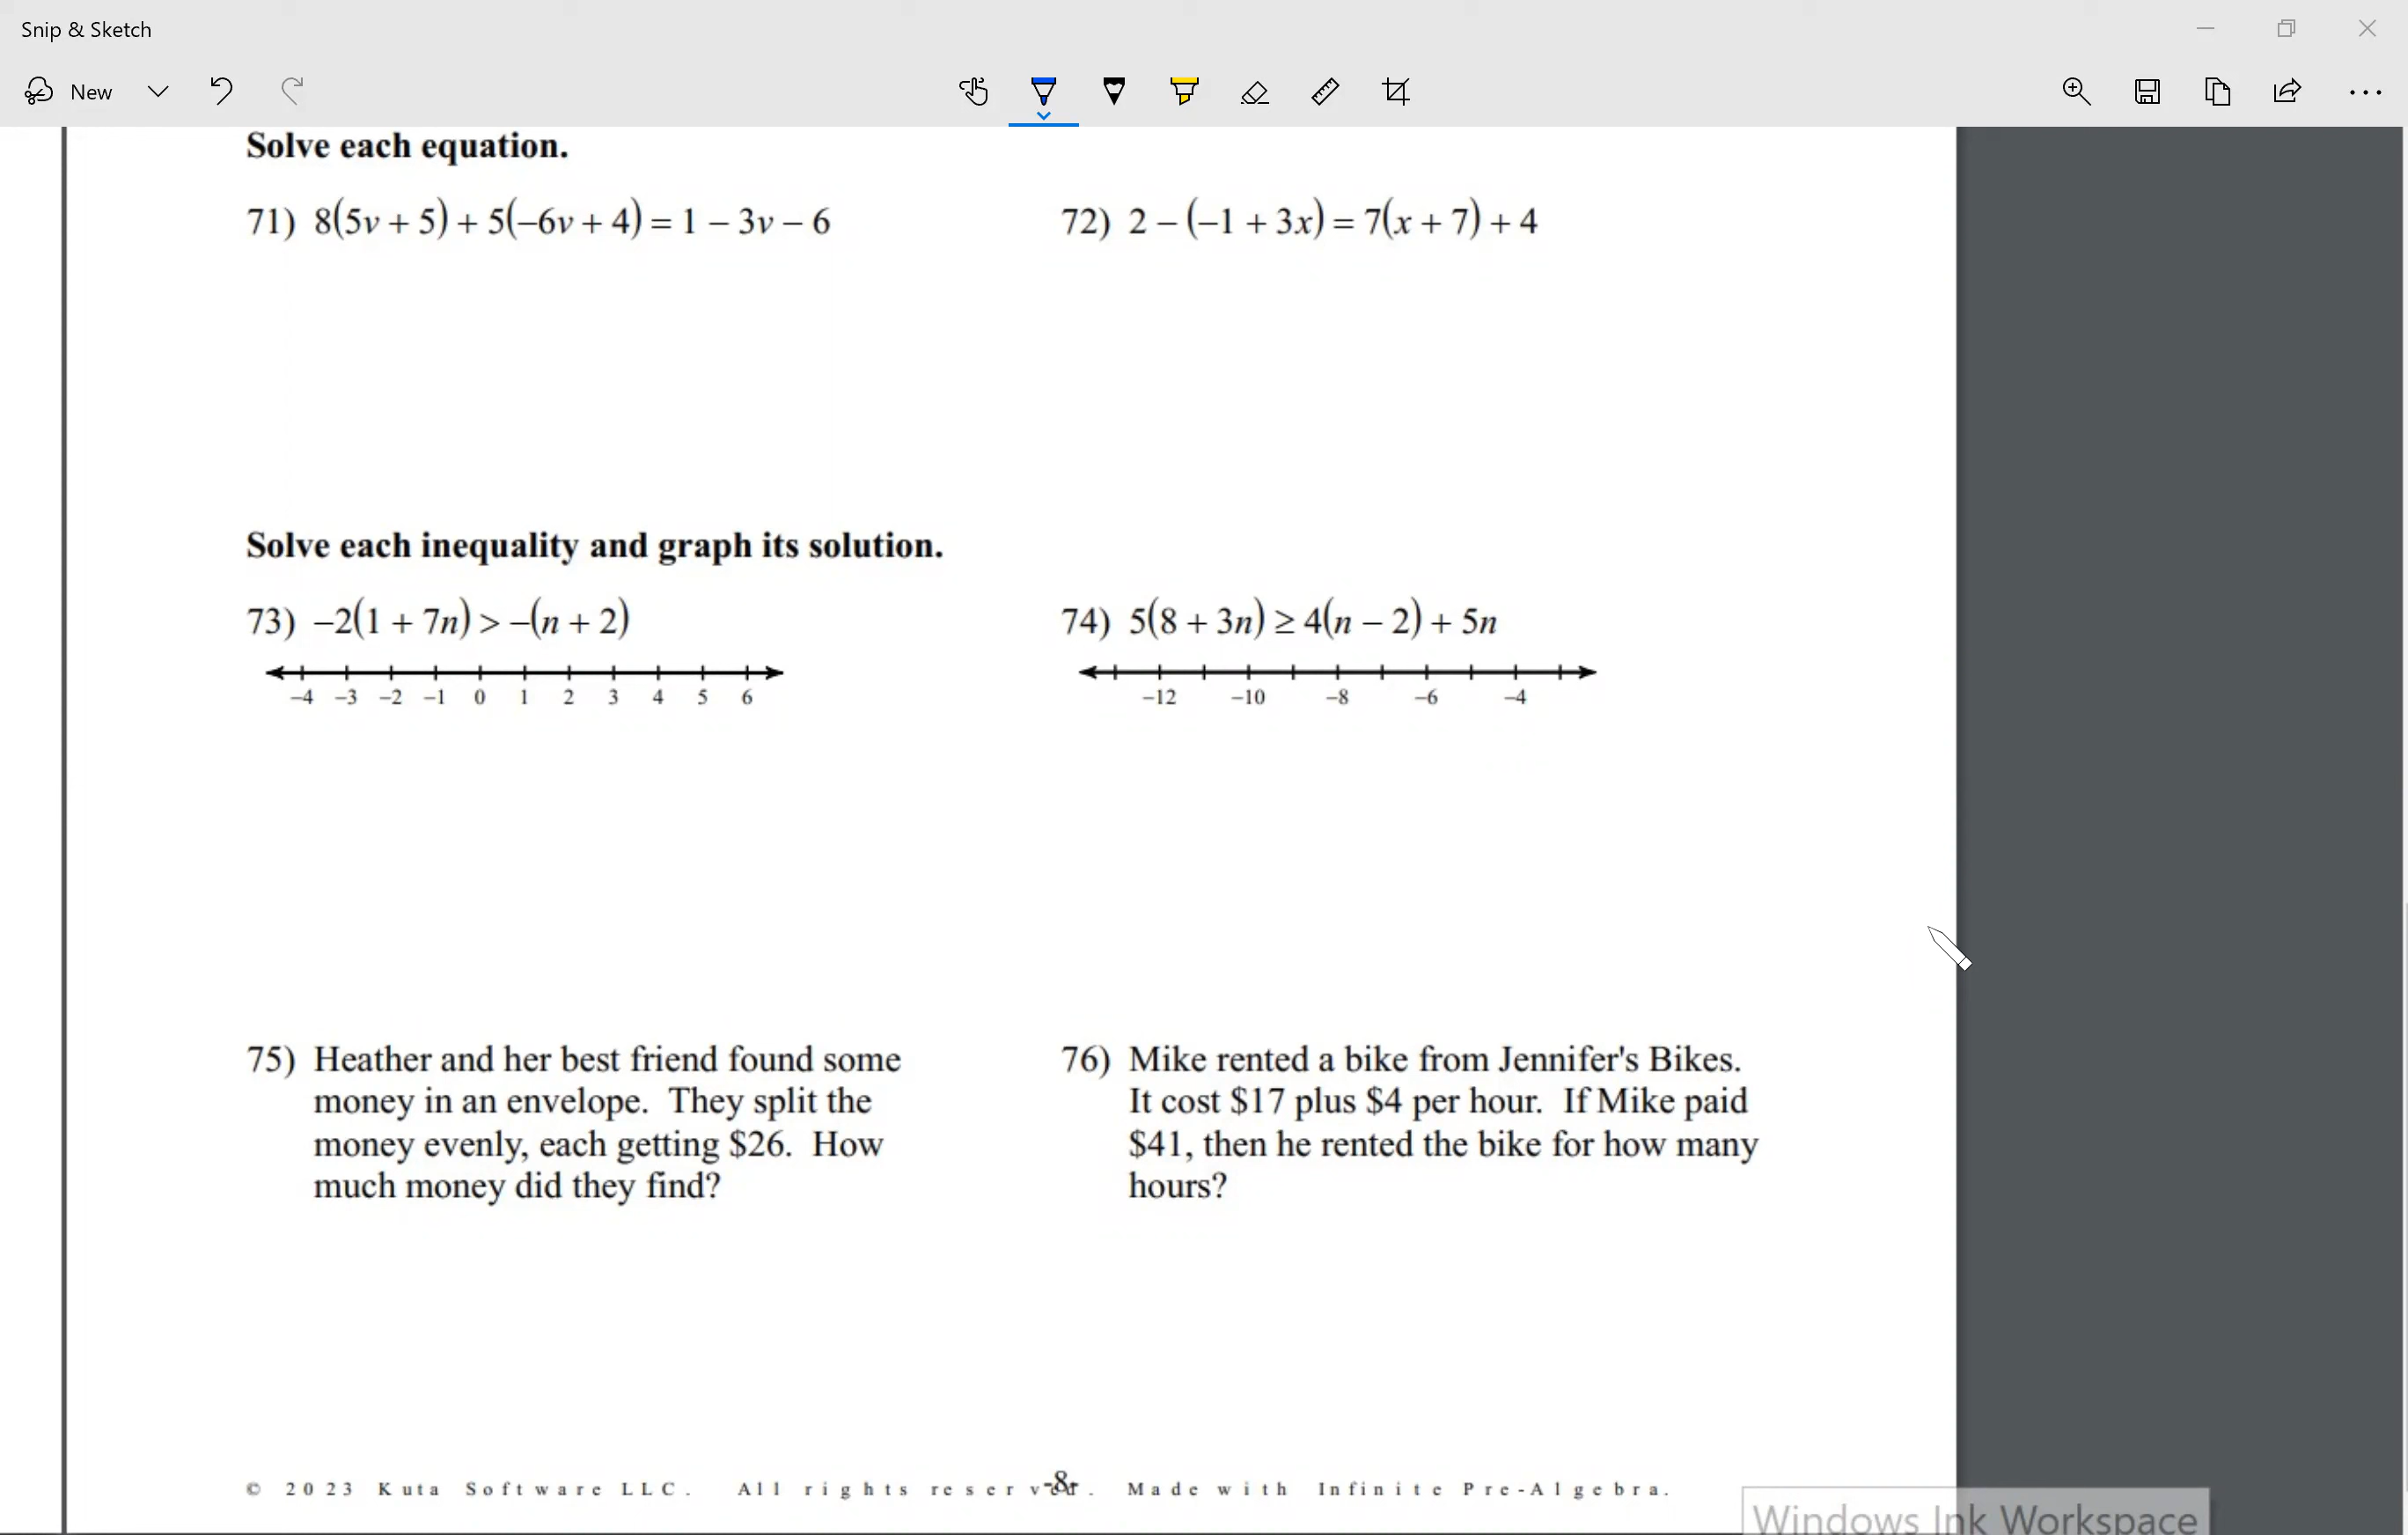 Snip & Sketch
New
Solve each equation.
71) 8(5v + 5) + 5(−6v + 4) = 1 − 3v − 6
72) 2 − (−1 + 3x) = 7(x + 7) + 4
Solve each inequality and graph its solution.
73) −2(1 + 7n) > −(n + 2)
−4 −3 −2 −1 0 1 2 3 4 5 6
74) 5(8 + 3n) ≥ 4(n − 2) + 5n
−12 −10 −8 −6 −4
75) Heather and her best friend found some
money in an envelope. They split the
money evenly, each getting $26. How
much money did they find?
76) Mike rented a bike from Jennifer's Bikes.
It cost $17 plus $4 per hour. If Mike paid
$41, then he rented the bike for how many
hours?
© 2023 Kuta Software LLC. All rights reserved. Made with Infinite Pre-Algebra.
-8-
Windows Ink Workspace